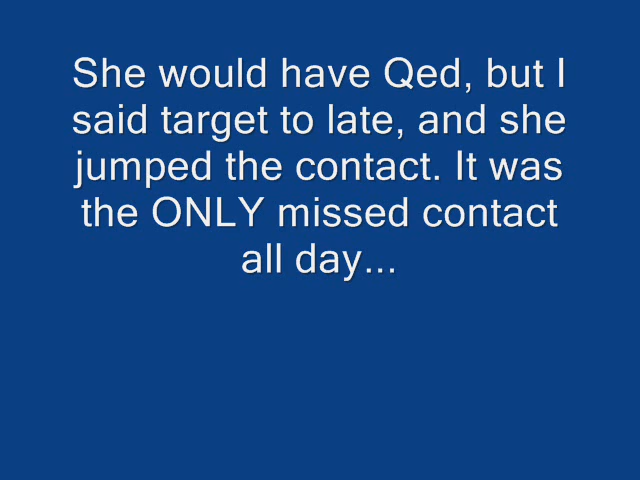 She would have Qed, but I
said target to late, and she
jumped the contact. It was
the ONLY missed contact
all day...